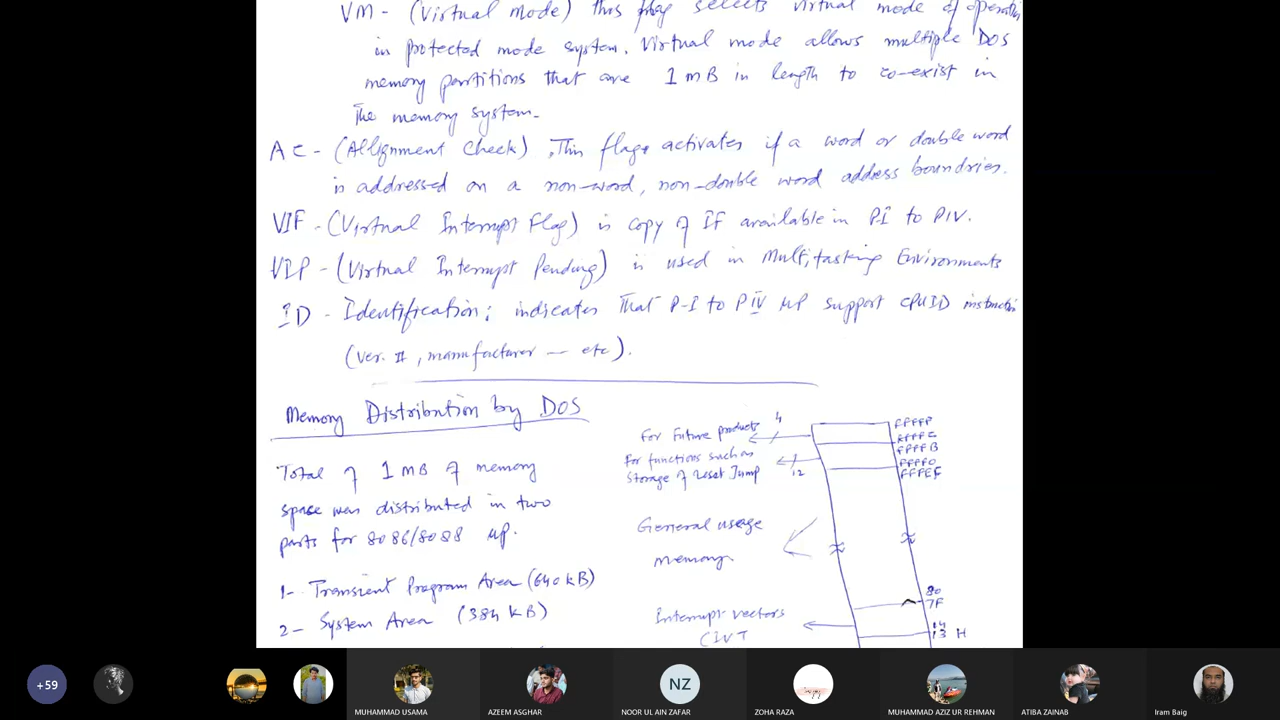 VM - (Virtual Mode) this flag selects virtual mode of operation
in protected mode system. Virtual mode allows multiple DOS
memory partitions that are 1 MB in length to co-exist in
The memory system.
AC - (Allignment Check), This flag activates if a word or double word
is addressed on a non-word, non-double word address boundries.
VIF - (Virtual Interrupt Flag) is copy of IF available in PI to PIV.
VIP - (Virtual Interrupt Pending) is used in Multitasking Environments
ID - Identification; indicates that P-I to PIV µP support CPUID instructi
(ver. #, manufacturer — etc).
Memory Distribution by DOS
Total of 1 MB of memory
space was distributed in two
parts for 8086/8088 µP.
1- Transient Program Area (640 kB)
2- System Area (384 kB)
For Future products
4
For functions such as
Storage of Reset Jump
12
General usage
memory
Interrupt vectors
(IVT
FFFFF
FFFFC
FFFFB
FFFF0
FFFEF
80
7F
14
13 H
+59
MUHAMMAD USAMA
AZEEM ASGHAR
NZ
NOOR UL AIN ZAFAR
ZOHA RAZA
MUHAMMAD AZIZ UR REHMAN
ATIBA ZAINAB
Iram Baig